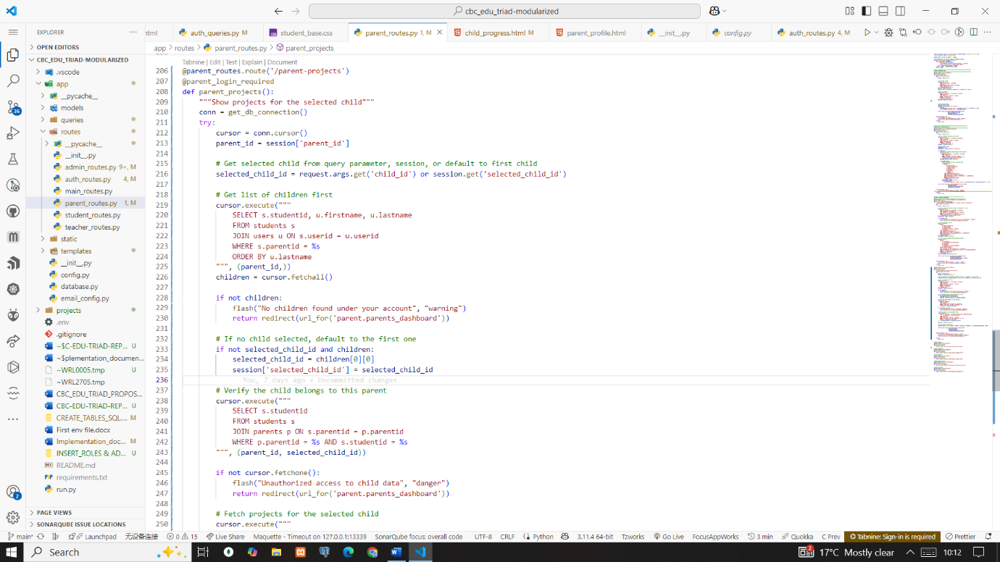 cbc_edu_triad-modularized
EXPLORER
OPEN EDITORS
CBC_EDU_TRIAD-MODULARIZED
.vscode
app
__pycache__
models
queries
routes
__pycache__
__init__.py
admin_routes.py 9+, M
auth_routes.py 4, M
main_routes.py
parent_routes.py 1, M
student_routes.py
teacher_routes.py
static
templates
__init__.py
config.py
database.py
email_config.py
projects
.env
.gitignore
~$C-EDU-TRIAD-REP... U
~$plementation_documen...
~WRL0005.tmp U
~WRL2705.tmp
CBC_EDU_TRIAD_PROPOS...
CBC-EDU-TRIAD-REP... U
CREATE_TABLES_SQL... M
First env file.docx
Implementation_doc... M
INSERT_ROLES & AD... U
README.md
requirements.txt
run.py
PAGE VIEWS
SONARQUBE ISSUE LOCATIONS
html auth_queries.py M student_base.css parent_routes.py 1, M child_progress.html M parent_profile.html __init__.py config.py auth_routes.py 4, M
app > routes > parent_routes.py > parent_projects
Tabnine | Edit | Test | Explain | Document
206 @parent_routes.route('/parent-projects')
207 @parent_login_required
208 def parent_projects():
209 """Show projects for the selected child"""
210 conn = get_db_connection()
211 try:
212 cursor = conn.cursor()
213 parent_id = session['parent_id']
214
215 # Get selected child from query parameter, session, or default to first child
216 selected_child_id = request.args.get('child_id') or session.get('selected_child_id')
217
218 # Get list of children first
219 cursor.execute("""
220 SELECT s.studentid, u.firstname, u.lastname
221 FROM students s
222 JOIN users u ON s.userid = u.userid
223 WHERE s.parentid = %s
224 ORDER BY u.lastname
225 """, (parent_id,))
226 children = cursor.fetchall()
227
228 if not children:
229 flash("No children found under your account", "warning")
230 return redirect(url_for('parent.parents_dashboard'))
231
232 # If no child selected, default to the first one
233 if not selected_child_id and children:
234 selected_child_id = children[0][0]
235 session['selected_child_id'] = selected_child_id
236 You, 7 days ago • Uncommitted changes
237 # Verify the child belongs to this parent
238 cursor.execute("""
239 SELECT s.studentid
240 FROM students s
241 JOIN parents p ON s.parentid = p.parentid
242 WHERE p.parentid = %s AND s.studentid = %s
243 """, (parent_id, selected_child_id))
244
245 if not cursor.fetchone():
246 flash("Unauthorized access to child data", "danger")
247 return redirect(url_for('parent.parents_dashboard'))
248
249 # Fetch projects for the selected child
250 cursor.execute("""
36
2
main* Launchpad 无设备连接 0 15 Live Share Maquette - Timeout on 127.0.0.1:13339 SonarQube focus: overall code UTF-8 CRLF Python 3.11.4 64-bit Tzworks Go Live FocusAppWorks 3 min Quokka C Prev Tabnine: Sign-in is required Prettier
Search 2 17°C Mostly clear 10:12